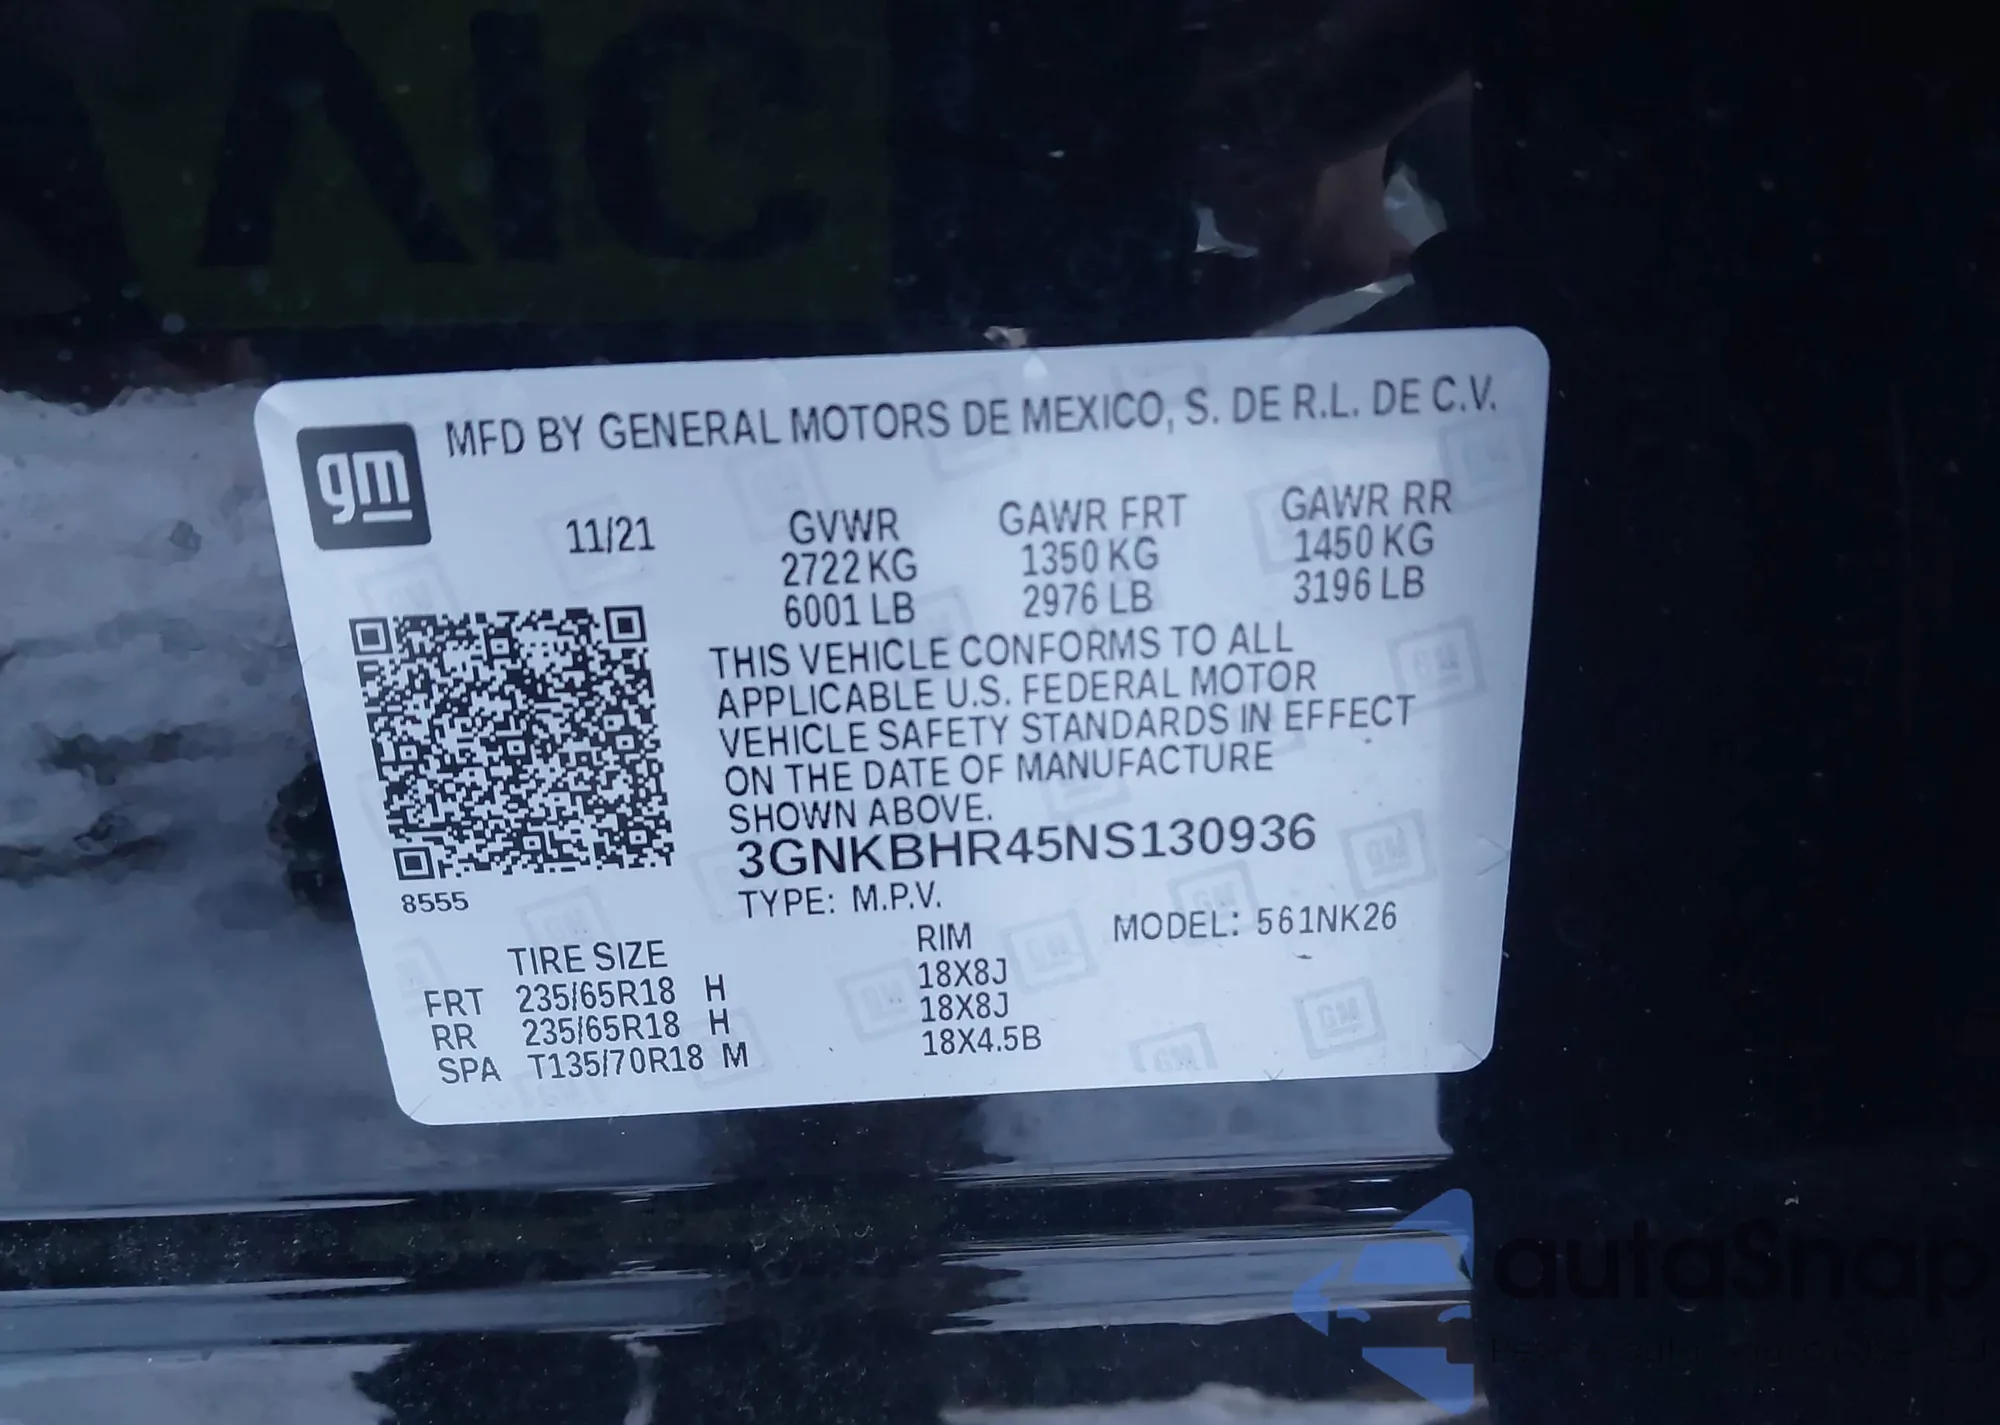 gm
MFD BY GENERAL MOTORS DE MEXICO, S. DE R.L. DE C.V.
11/21
GVWR GAWR FRT GAWR RR
2722 KG 1350 KG 1450 KG
6001 LB 2976 LB 3196 LB
THIS VEHICLE CONFORMS TO ALL
APPLICABLE U.S. FEDERAL MOTOR
VEHICLE SAFETY STANDARDS IN EFFECT
ON THE DATE OF MANUFACTURE
SHOWN ABOVE.
3GNKBHR45NS130936
8555
TYPE: M.P.V.
MODEL: 561NK26
TIRE SIZE RIM
FRT 235/65R18 H 18X8J
RR 235/65R18 H 18X8J
SPA T135/70R18 M 18X4.5B
autaSnap